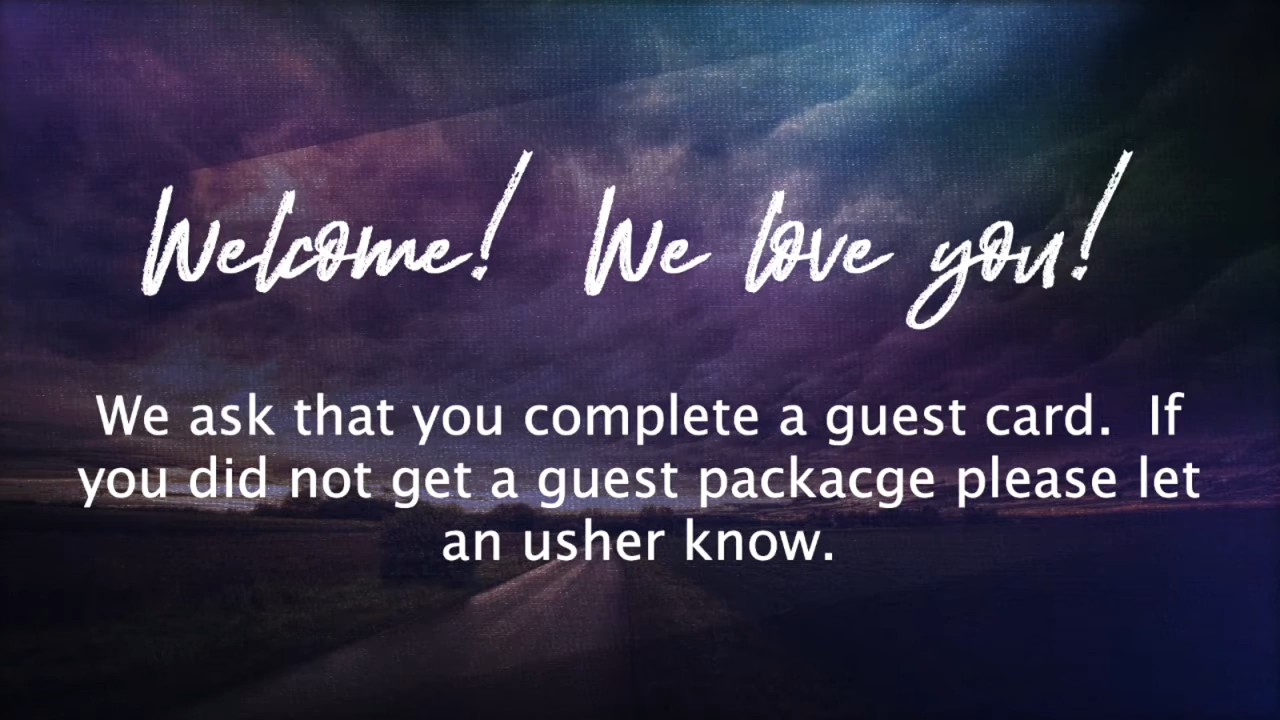 Welcome! We love you!
We ask that you complete a guest card. If
you did not get a guest packacge please let
an usher know.